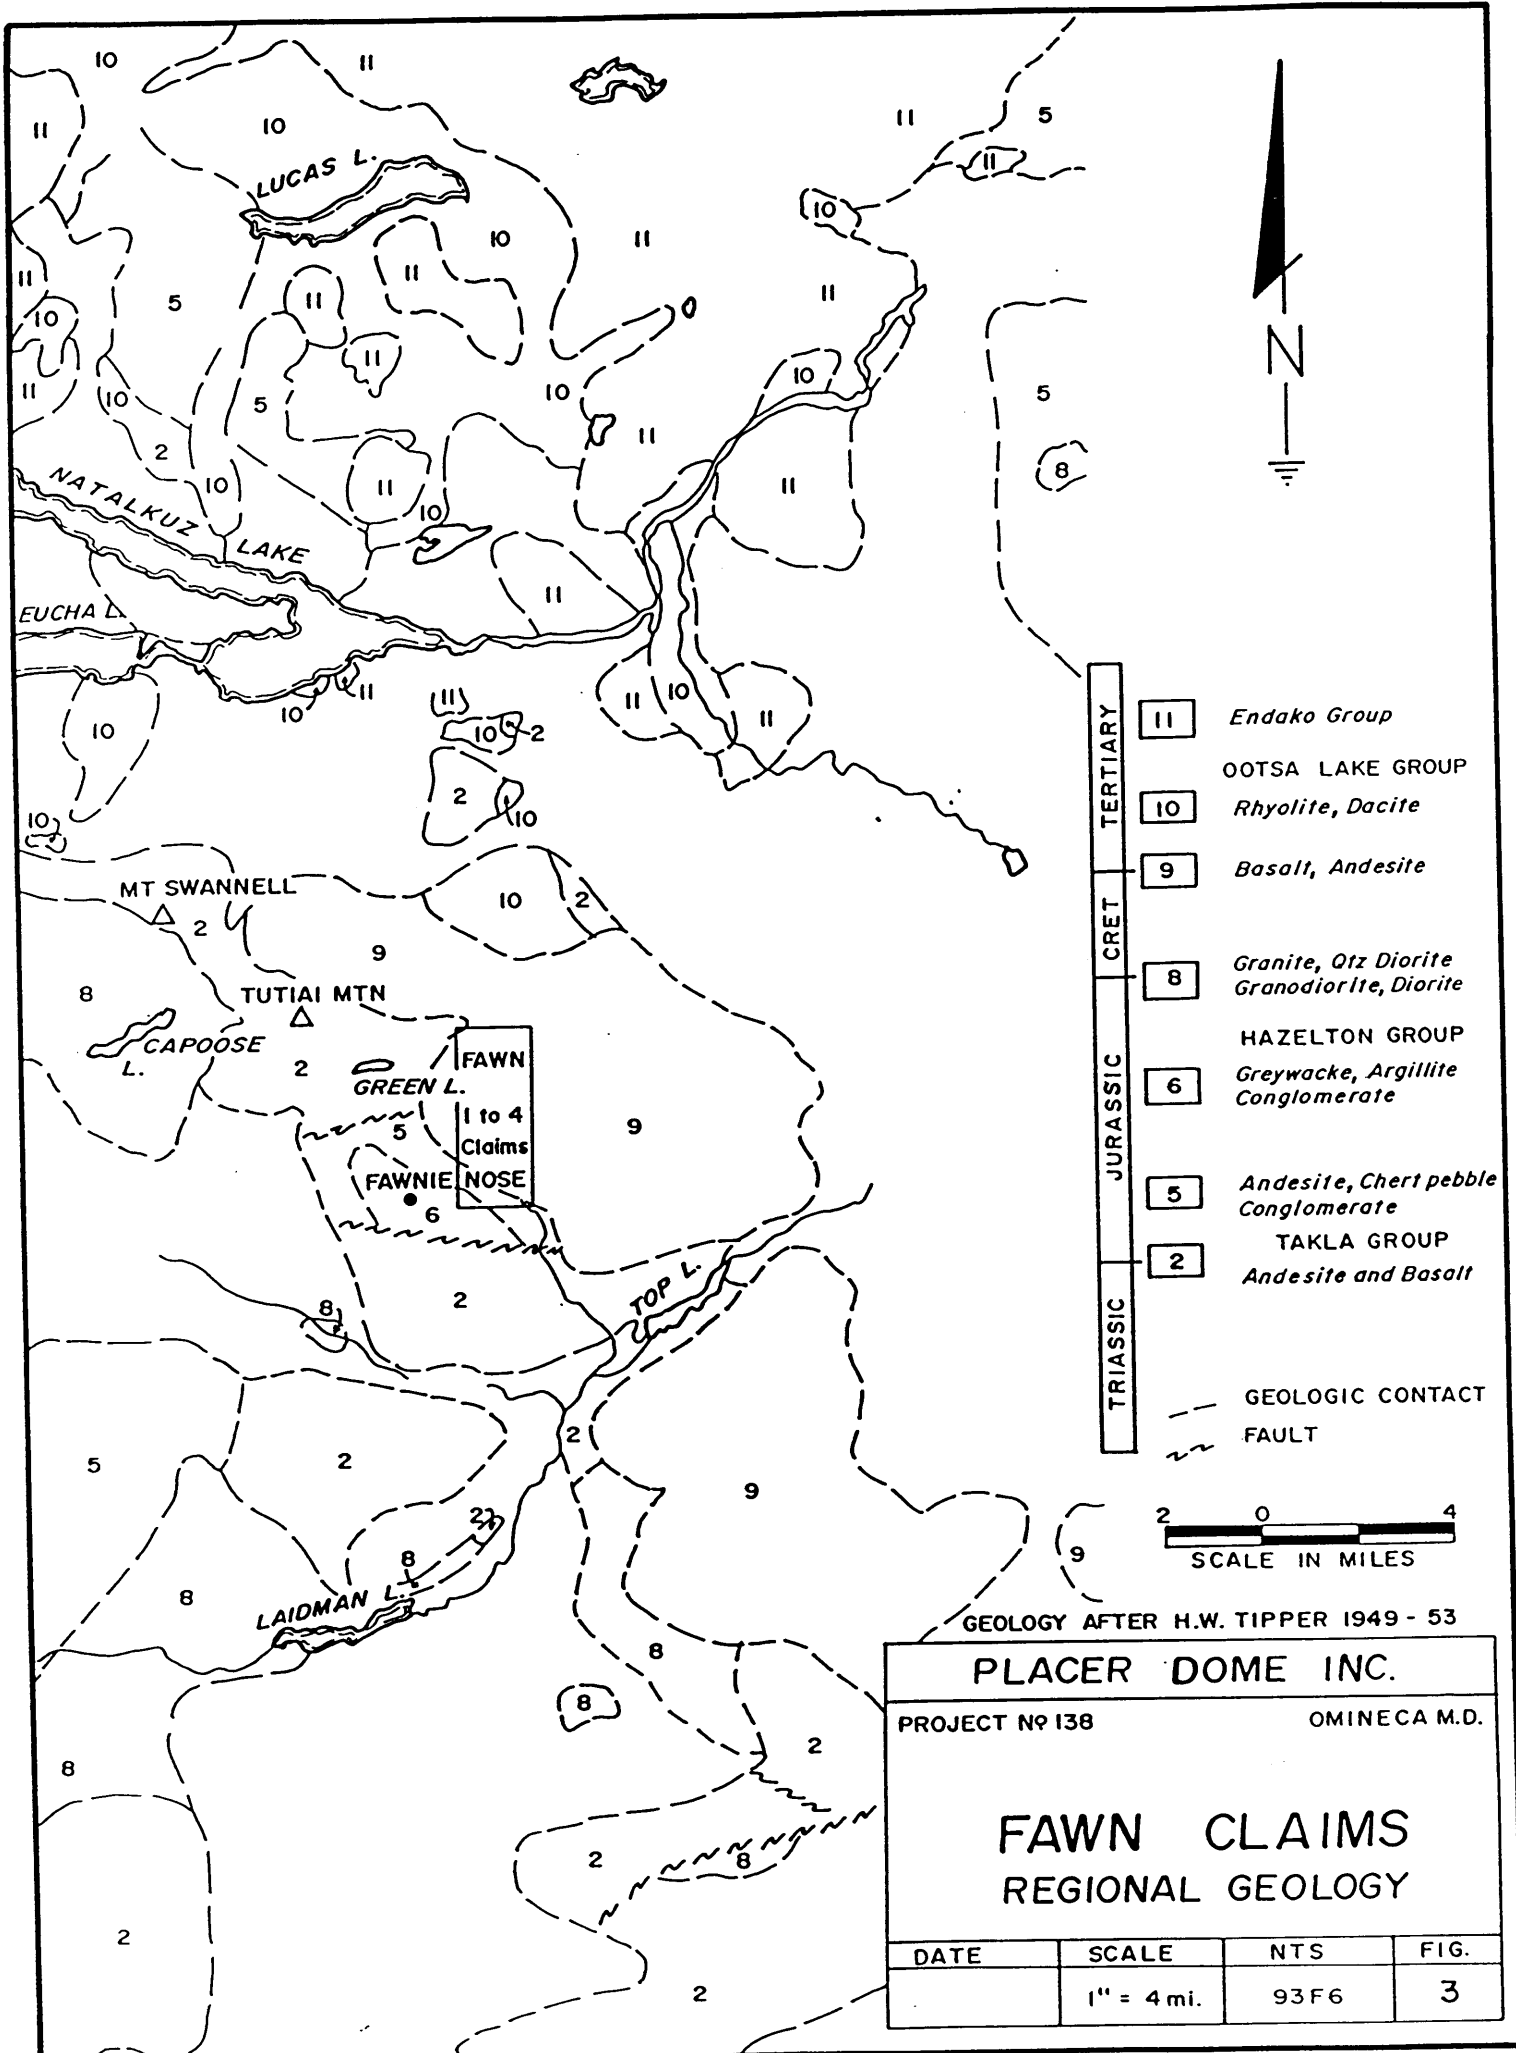 10
11
11
10
11
5
11
LUCAS L.
10
10
11
11
11
5
11
11
10
11
11
10
10
5
10
5
11
11
2
8
NATALKUZ
10
11
11
10
LAKE
11
EUCHA L.
10
11
11
11
10
11
10
10
2
2
10
10
MT SWANNELL
2
10
2
9
8
TUTIAI MTN
CAPOOSE
L.
2
GREEN L.
FAWN
1 to 4
Claims
5
9
FAWNIE NOSE
6
TOP L.
2
8
5
2
2
9
2
8
8
LAIDMAN L.
9
8
8
8
2
2
8
2
2
TERTIARY
CRET
JURASSIC
TRIASSIC
11 Endako Group
OOTSA LAKE GROUP
10 Rhyolite, Dacite
9 Basalt, Andesite
8 Granite, Qtz Diorite
Granodiorite, Diorite
HAZELTON GROUP
6 Greywacke, Argillite
Conglomerate
5 Andesite, Chert pebble
Conglomerate
TAKLA GROUP
2 Andesite and Basalt
GEOLOGIC CONTACT
FAULT
N
2 0 4
SCALE IN MILES
GEOLOGY AFTER H.W. TIPPER 1949 - 53
PLACER DOME INC.
PROJECT Nº 138 OMINECA M.D.
FAWN CLAIMS
REGIONAL GEOLOGY
DATE SCALE NTS FIG.
1" = 4 mi. 93F6 3